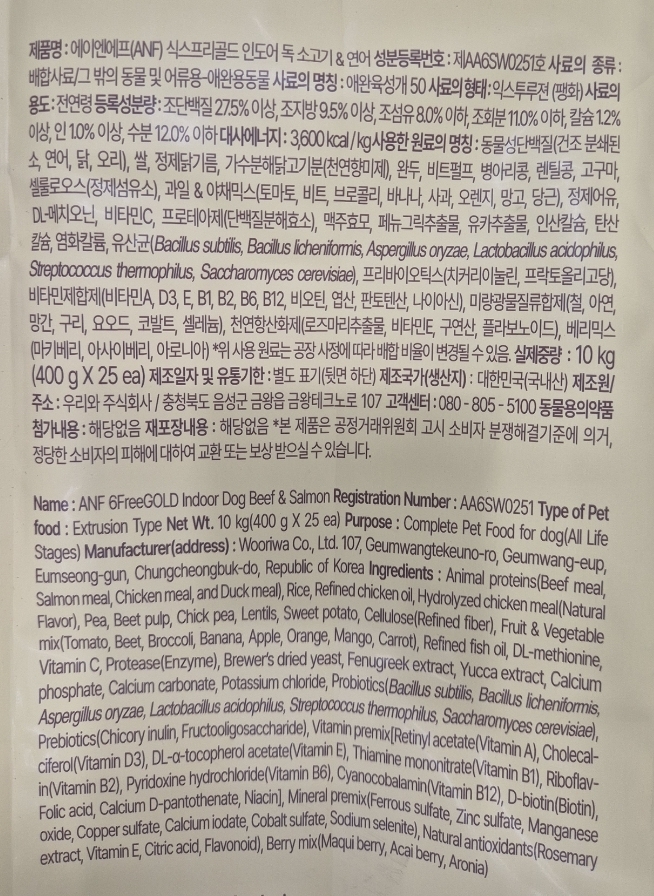 제품명 : 에이엔에프(ANF) 식스프리골드 인도어 독 소고기 & 연어 성분등록번호 : 제AA6SW0251호 사료의 종류 :
배합사료/그 밖의 동물 및 어류용-애완용동물 사료의 명칭 : 애완육성개 50 사료의 형태 : 익스트루젼 (팽화) 사료의
용도 : 전연령 등록성분량 : 조단백질 27.5% 이상, 조지방 9.5% 이상, 조섬유 8.0% 이하, 조회분 11.0% 이하, 칼슘 1.2%
이상, 인 1.0% 이상, 수분 12.0% 이하 대사에너지 : 3,600 kcal / kg 사용한 원료의 명칭 : 동물성단백질(건조 분쇄된
소, 연어, 닭, 오리), 쌀, 정제닭기름, 가수분해닭고기분(천연향미제), 완두, 비트펄프, 병아리콩, 렌틸콩, 고구마,
셀룰로오스(정제섬유소), 과일 & 야채믹스(토마토, 비트, 브로콜리, 바나나, 사과, 오렌지, 망고, 당근), 정제어유,
DL-메치오닌, 비타민C, 프로테아제(단백질분해효소), 맥주효모, 페뉴그릭추출물, 유카추출물, 인산칼슘, 탄산
칼슘, 염화칼륨, 유산균(Bacillus subtilis, Bacillus licheniformis, Aspergillus oryzae, Lactobacillus acidophilus,
Streptococcus thermophilus, Saccharomyces cerevisiae), 프리바이오틱스(치커리이눌린, 프락토올리고당),
비타민제합제(비타민A, D3, E, B1, B2, B6, B12, 비오틴, 엽산, 판토텐산, 나이아신), 미량광물질류합제(철, 아연,
망간, 구리, 요오드, 코발트, 셀레늄), 천연항산화제(로즈마리추출물, 비타민E, 구연산, 플라보노이드), 베리믹스
(마키베리, 아사이베리, 아로니아) *위 사용 원료는 공장 사정에 따라 배합 비율이 변경될 수 있음. 실제중량 : 10 kg
(400 g X 25 ea) 제조일자 및 유통기한 : 별도 표기(뒷면 하단) 제조국가(생산지) : 대한민국(국내산) 제조원/
주소 : 우리와 주식회사 / 충청북도 음성군 금왕읍 금왕테크노로 107 고객센터 : 080 - 805 - 5100 동물용의약품
첨가내용 : 해당없음 재포장내용 : 해당없음 *본 제품은 공정거래위원회 고시 소비자 분쟁해결기준에 의거,
정당한 소비자의 피해에 대하여 교환 또는 보상 받으실 수 있습니다.
Name : ANF 6FreeGOLD Indoor Dog Beef & Salmon Registration Number : AA6SW0251 Type of Pet
food : Extrusion Type Net Wt. 10 kg(400 g X 25 ea) Purpose : Complete Pet Food for dog(All Life
Stages) Manufacturer(address) : Wooriwa Co., Ltd. 107, Geumwangtekeuno-ro, Geumwang-eup,
Eumseong-gun, Chungcheongbuk-do, Republic of Korea Ingredients : Animal proteins(Beef meal,
Salmon meal, Chicken meal, and Duck meal), Rice, Refined chicken oil, Hydrolyzed chicken meal(Natural
Flavor), Pea, Beet pulp, Chick pea, Lentils, Sweet potato, Cellulose(Refined fiber), Fruit & Vegetable
mix(Tomato, Beet, Broccoli, Banana, Apple, Orange, Mango, Carrot), Refined fish oil, DL-methionine,
Vitamin C, Protease(Enzyme), Brewer's dried yeast, Fenugreek extract, Yucca extract, Calcium
phosphate, Calcium carbonate, Potassium chloride, Probiotics(Bacillus subtilis, Bacillus licheniformis,
Aspergillus oryzae, Lactobacillus acidophilus, Streptococcus thermophilus, Saccharomyces cerevisiae),
Prebiotics(Chicory inulin, Fructooligosaccharide), Vitamin premix[Retinyl acetate(Vitamin A), Cholecal-
ciferol(Vitamin D3), DL-α-tocopherol acetate(Vitamin E), Thiamine mononitrate(Vitamin B1), Riboflav-
in(Vitamin B2), Pyridoxine hydrochloride(Vitamin B6), Cyanocobalamin(Vitamin B12), D-biotin(Biotin),
Folic acid, Calcium D-pantothenate, Niacin], Mineral premix(Ferrous sulfate, Zinc sulfate, Manganese
oxide, Copper sulfate, Calcium iodate, Cobalt sulfate, Sodium selenite), Natural antioxidants(Rosemary
extract, Vitamin E, Citric acid, Flavonoid), Berry mix(Maqui berry, Acai berry, Aronia)